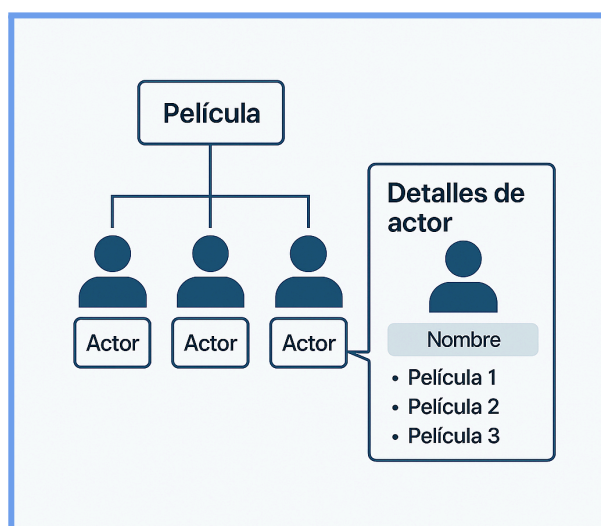 Película
Actor
Actor
Actor
Detalles de
actor
Nombre
• Película 1
• Película 2
• Película 3